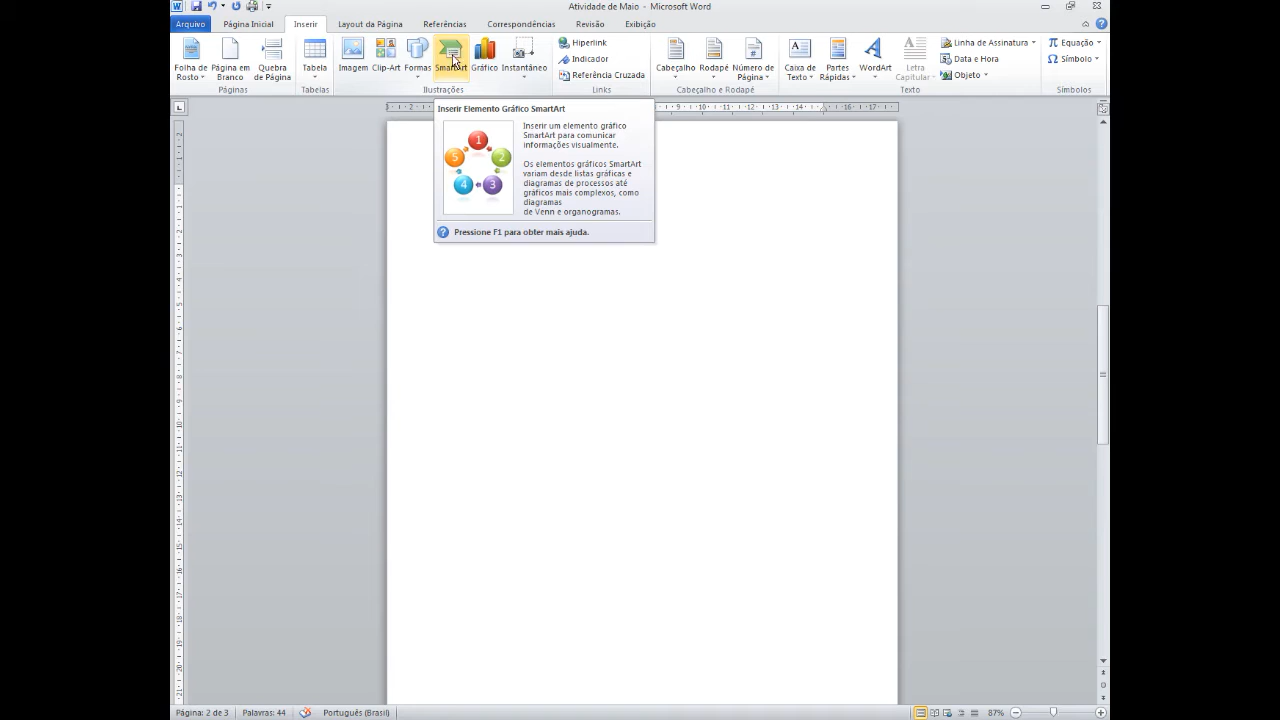 Atividade de Maio - Microsoft Word
Arquivo Página Inicial Inserir Layout da Página Referências Correspondências Revisão Exibição
Folha de Rosto
Página em Branco
Quebra de Página
Páginas
Tabela
Tabelas
Imagem
Clip-Art
Formas
SmartArt
Gráfico
Instantâneo
Ilustrações
Hiperlink
Indicador
Referência Cruzada
Links
Cabeçalho
Rodapé
Número de Página
Cabeçalho e Rodapé
Caixa de Texto
Partes Rápidas
WordArt
Letra Capitular
Linha de Assinatura
Data e Hora
Objeto
Texto
Equação
Símbolo
Símbolos
Inserir Elemento Gráfico SmartArt
Inserir um elemento gráfico
SmartArt para comunicar
informações visualmente.
Os elementos gráficos SmartArt
variam desde listas gráficas e
diagramas de processos até
gráficos mais complexos, como
diagramas
de Venn e organogramas.
1
5 2
4 3
Pressione F1 para obter mais ajuda.
Página: 2 de 3 Palavras: 44 Português (Brasil) 87%